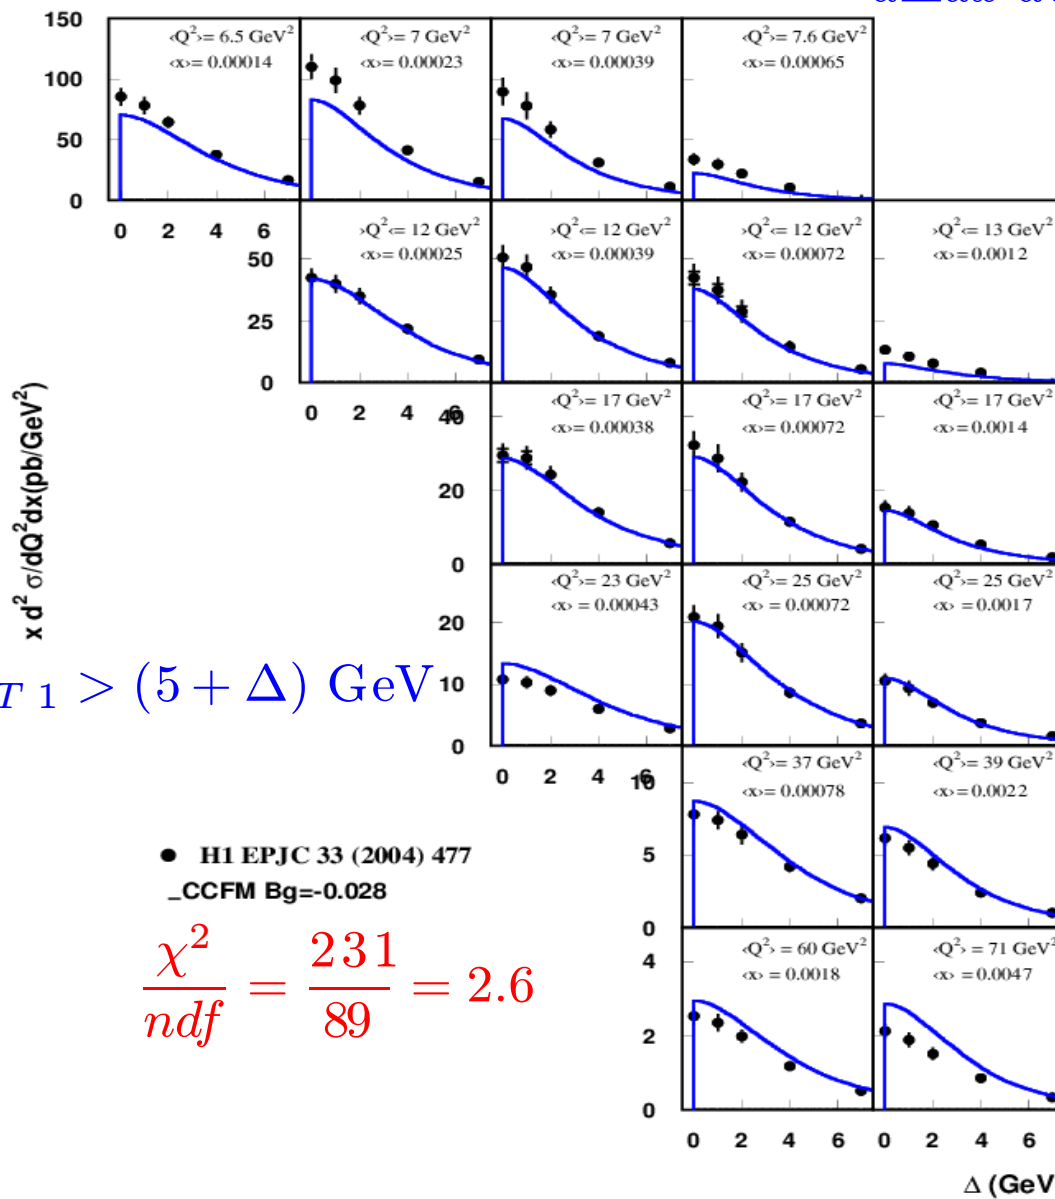 150
100
50
0
‹Q²›= 6.5 GeV²
‹x›= 0.00014
‹Q²›= 7 GeV²
‹x›= 0.00023
‹Q²›= 7 GeV²
‹x›= 0.00039
‹Q²›= 7.6 GeV²
‹x›= 0.00065
0 2 4 6
50
25
0
›Q²‹= 12 GeV²
‹x›= 0.00025
›Q²‹= 12 GeV²
‹x›= 0.00039
›Q²‹= 12 GeV²
‹x›= 0.00072
›Q²‹= 13 GeV²
‹x›= 0.0012
0 2 4 6
40
20
0
‹Q²›= 17 GeV²
‹x›= 0.00038
‹Q²›= 17 GeV²
‹x›= 0.00072
‹Q²›= 17 GeV²
‹x›= 0.0014
x d² σ/dQ²dx(pb/GeV²)
20
10
0
‹Q²›= 23 GeV²
‹x› = 0.00043
‹Q²›= 25 GeV²
‹x› = 0.00072
‹Q²›= 25 GeV²
‹x› = 0.0017
T 1 > (5 + Δ) GeV
0 2 4 6
10
5
0
‹Q²›= 37 GeV²
‹x›= 0.00078
‹Q²›= 39 GeV²
‹x›= 0.0022
H1 EPJC 33 (2004) 477
_CCFM Bg=-0.028
χ²/ndf = 231/89 = 2.6
4
2
0
‹Q²› = 60 GeV²
‹x›= 0.0018
‹Q²› = 71 GeV²
‹x›= 0.0047
0 2 4 6
0 2 4 6
Δ (GeV